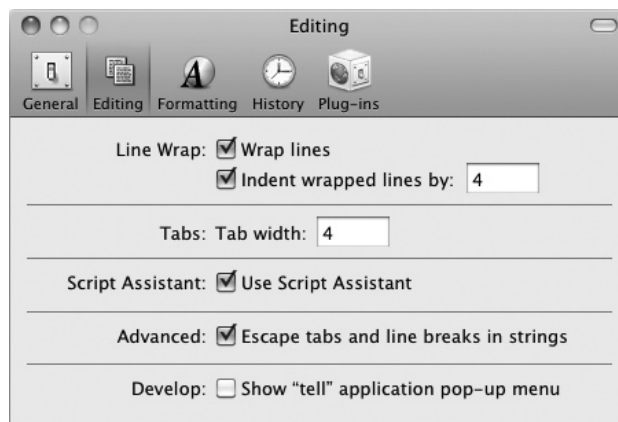 Editing
General Editing Formatting History Plug-ins
Line Wrap: Wrap lines
Indent wrapped lines by: 4
Tabs: Tab width: 4
Script Assistant: Use Script Assistant
Advanced: Escape tabs and line breaks in strings
Develop: Show “tell” application pop-up menu